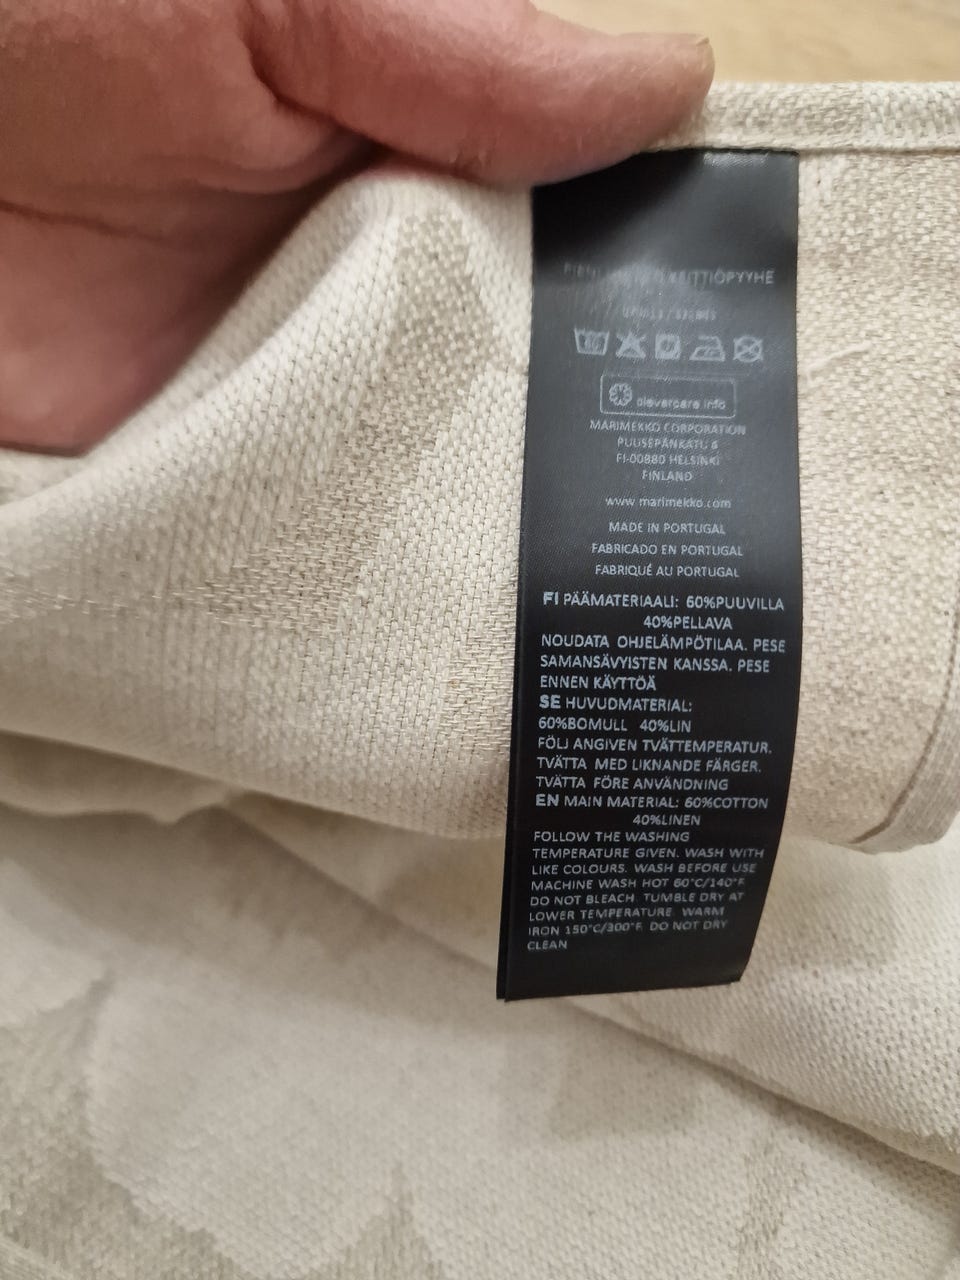 KEITTIÖPYYHE
clevercare.info
MARIMEKKO CORPORATION
PUUSEPÄNKATU 4
FI-00880 HELSINKI
FINLAND
www.marimekko.com
MADE IN PORTUGAL
FABRICADO EN PORTUGAL
FABRIQUÉ AU PORTUGAL
FI PÄÄMATERIAALI: 60%PUUVILLA
40%PELLAVA
NOUDATA OHJELÄMPÖTILAA. PESE
SAMANSÄVYISTEN KANSSA. PESE
ENNEN KÄYTTÖÄ
SE HUVUDMATERIAL:
60%BOMULL 40%LIN
FÖLJ ANGIVEN TVÄTTEMPERATUR.
TVÄTTA MED LIKNANDE FÄRGER.
TVÄTTA FÖRE ANVÄNDNING
EN MAIN MATERIAL: 60%COTTON
40%LINEN
FOLLOW THE WASHING
TEMPERATURE GIVEN. WASH WITH
LIKE COLOURS. WASH BEFORE USE
MACHINE WASH HOT 60°C/140°F
DO NOT BLEACH. TUMBLE DRY AT
LOWER TEMPERATURE. WARM
IRON 150°C/300°F. DO NOT DRY
CLEAN